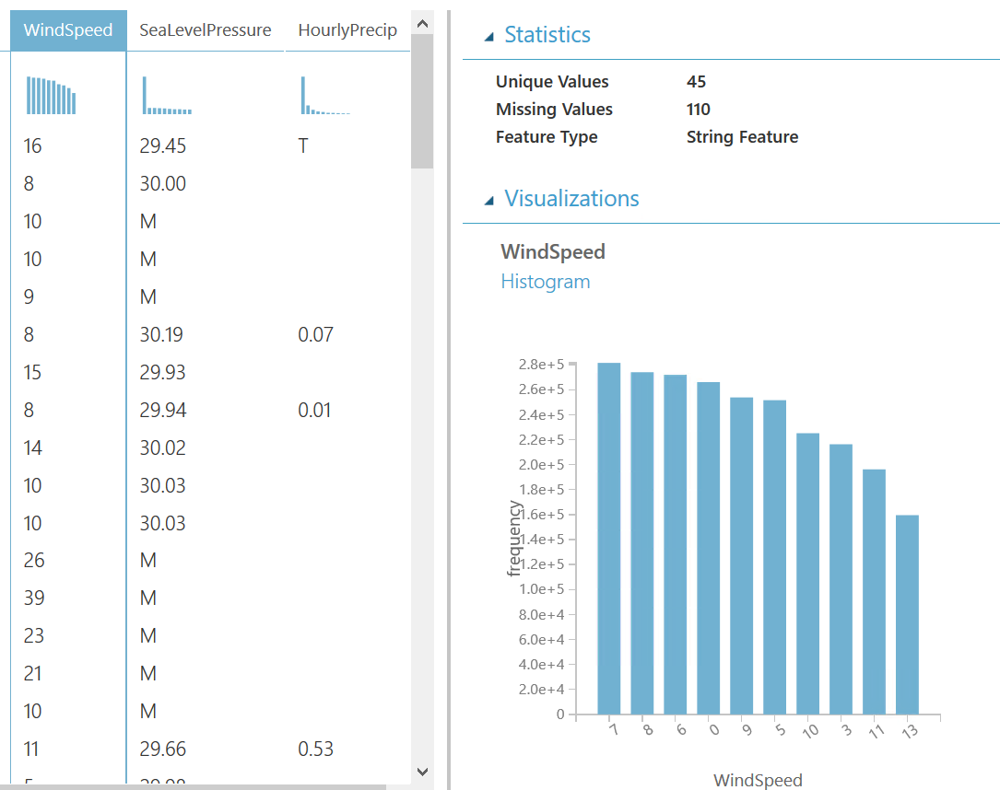 WindSpeed SeaLevelPressure HourlyPrecip
16 29.45 T
8 30.00
10 M
10 M
9 M
8 30.19 0.07
15 29.93
8 29.94 0.01
14 30.02
10 30.03
10 30.03
26 M
39 M
23 M
21 M
10 M
11 29.66 0.53
Statistics
Unique Values 45
Missing Values 110
Feature Type String Feature
Visualizations
WindSpeed
Histogram
2.8e+5
2.6e+5
2.4e+5
2.2e+5
2.0e+5
1.8e+5
1.6e+5
1.4e+5
1.2e+5
1.0e+5
8.0e+4
6.0e+4
4.0e+4
2.0e+4
0
frequency
7 8 6 0 9 5 10 3 11 13
WindSpeed